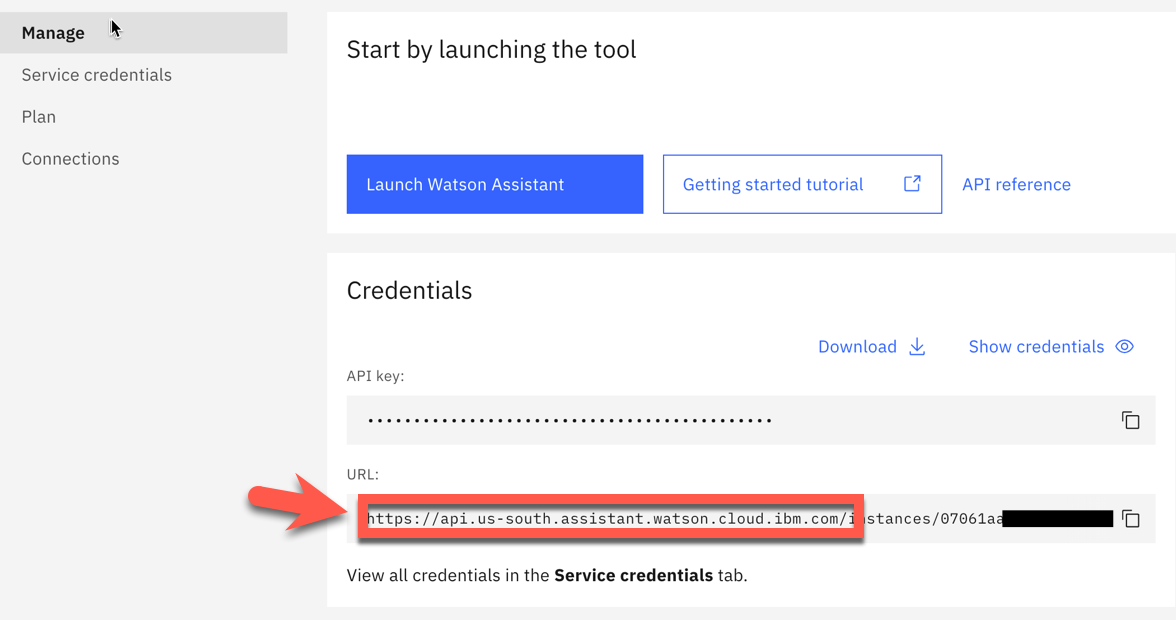 Manage
Service credentials
Plan
Connections
Start by launching the tool
Launch Watson Assistant
Getting started tutorial
API reference
Credentials
Download
Show credentials
API key:
••••••••••••••••••••••••••••••••••••••••••••
URL:
https://api.us-south.assistant.watson.cloud.ibm.com/instances/07061aa
View all credentials in the Service credentials tab.